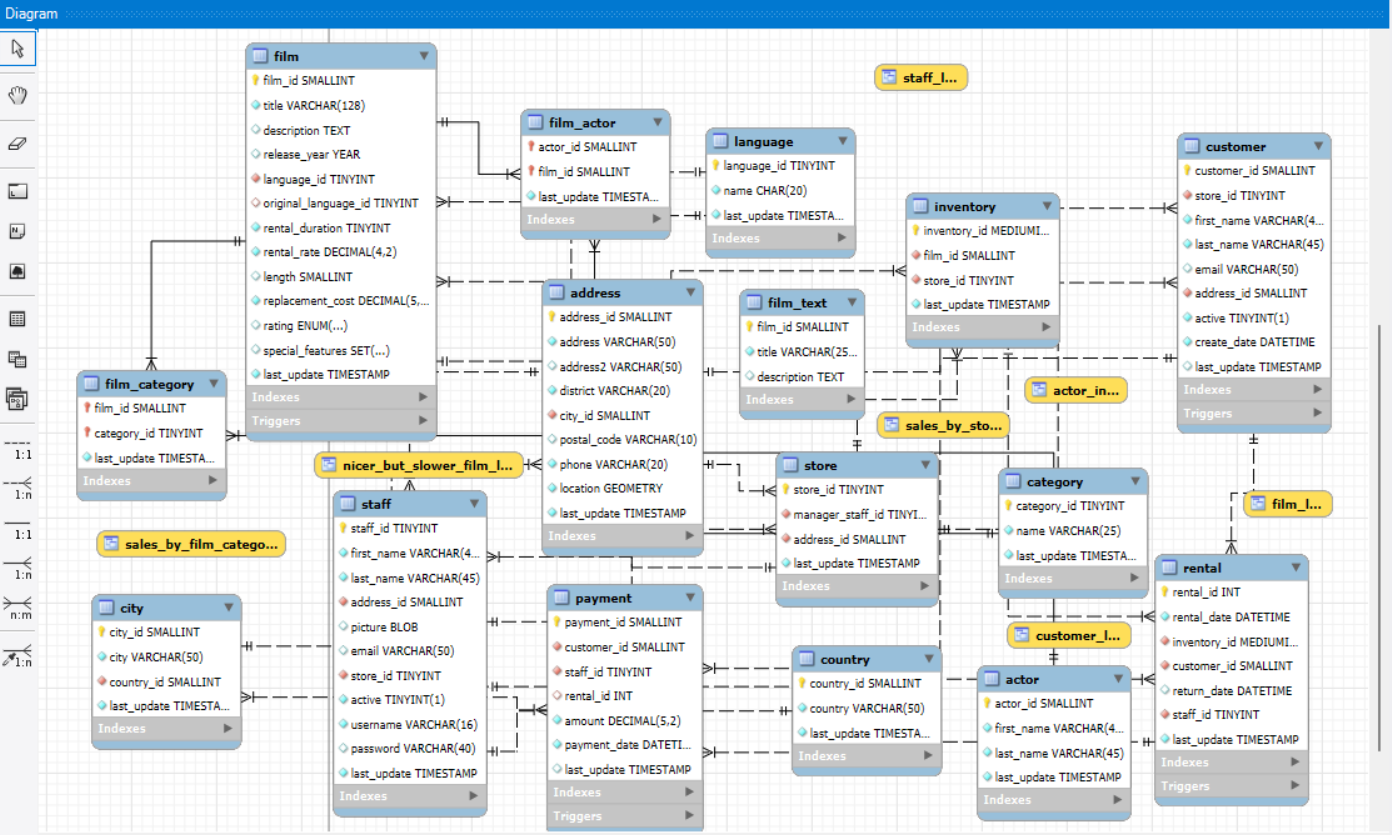 Diagram
film
film_id SMALLINT
title VARCHAR(128)
description TEXT
release_year YEAR
language_id TINYINT
original_language_id TINYINT
rental_duration TINYINT
rental_rate DECIMAL(4,2)
length SMALLINT
replacement_cost DECIMAL(5,...
rating ENUM(...)
special_features SET(...)
last_update TIMESTAMP
Indexes
Triggers
film_actor
actor_id SMALLINT
film_id SMALLINT
last_update TIMESTA...
Indexes
language
language_id TINYINT
name CHAR(20)
last_update TIMESTA...
Indexes
staff_l...
inventory
inventory_id MEDIUMI...
film_id SMALLINT
store_id TINYINT
last_update TIMESTAMP
Indexes
customer
customer_id SMALLINT
store_id TINYINT
first_name VARCHAR(4...
last_name VARCHAR(45)
email VARCHAR(50)
address_id SMALLINT
active TINYINT(1)
create_date DATETIME
last_update TIMESTAMP
Indexes
Triggers
address
address_id SMALLINT
address VARCHAR(50)
address2 VARCHAR(50)
district VARCHAR(20)
city_id SMALLINT
postal_code VARCHAR(10)
phone VARCHAR(20)
location GEOMETRY
last_update TIMESTAMP
Indexes
film_text
film_id SMALLINT
title VARCHAR(25...
description TEXT
Indexes
film_category
film_id SMALLINT
category_id TINYINT
last_update TIMESTA...
Indexes
actor_in...
sales_by_sto...
nicer_but_slower_film_l...
staff
staff_id TINYINT
first_name VARCHAR(4...
last_name VARCHAR(45)
address_id SMALLINT
picture BLOB
email VARCHAR(50)
store_id TINYINT
active TINYINT(1)
username VARCHAR(16)
password VARCHAR(40)
last_update TIMESTAMP
Indexes
store
store_id TINYINT
manager_staff_id TINYI...
address_id SMALLINT
last_update TIMESTAMP
Indexes
category
category_id TINYINT
name VARCHAR(25)
last_update TIMESTA...
Indexes
film_l...
sales_by_film_catego...
city
city_id SMALLINT
city VARCHAR(50)
country_id SMALLINT
last_update TIMESTA...
Indexes
payment
payment_id SMALLINT
customer_id SMALLINT
staff_id TINYINT
rental_id INT
amount DECIMAL(5,2)
payment_date DATETI...
last_update TIMESTAMP
Indexes
Triggers
country
country_id SMALLINT
country VARCHAR(50)
last_update TIMESTA...
Indexes
customer_l...
actor
actor_id SMALLINT
first_name VARCHAR(4...
last_name VARCHAR(45)
last_update TIMESTAMP
Indexes
rental
rental_id INT
rental_date DATETIME
inventory_id MEDIUMI...
customer_id SMALLINT
return_date DATETIME
staff_id TINYINT
last_update TIMESTAMP
Indexes
Triggers
1:1
1:n
1:1
1:n
n:m
1:n